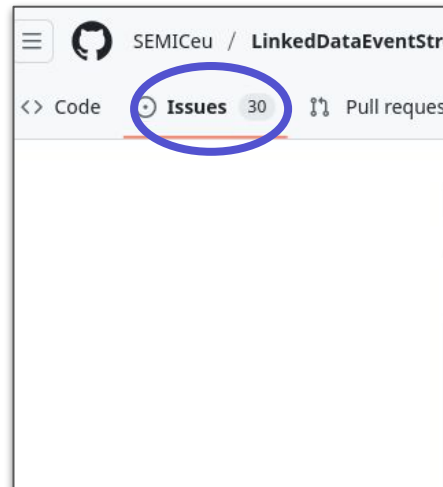 SEMICeu / LinkedDataEventStr
<> Code Issues 30 Pull reques